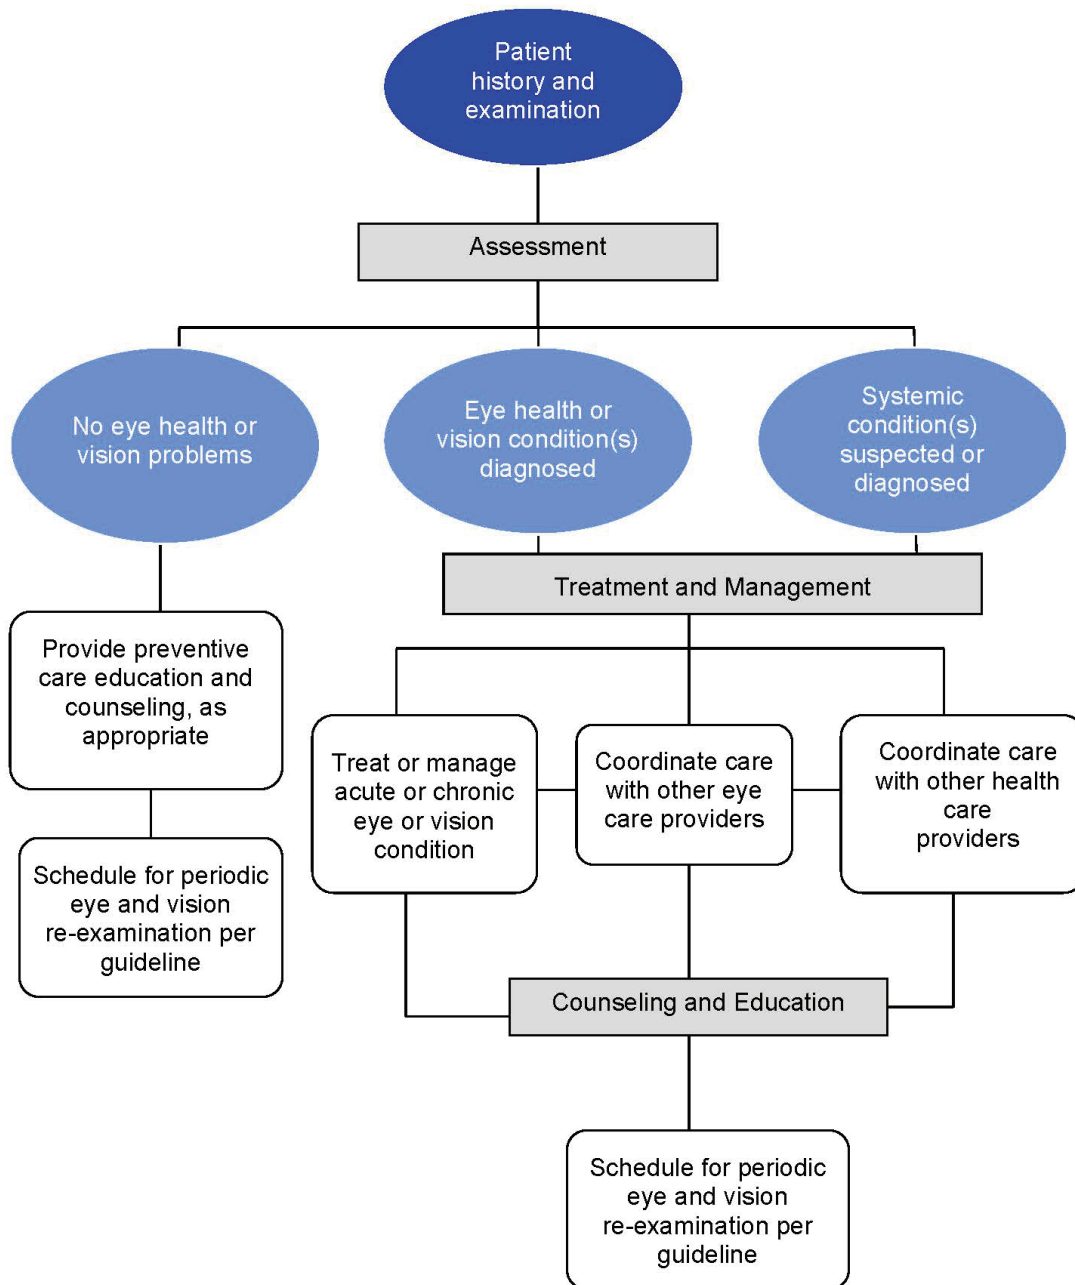 Patient
history and
examination
Assessment
No eye health or
vision problems
Eye health or
vision condition(s)
diagnosed
Systemic
condition(s)
suspected or
diagnosed
Treatment and Management
Provide preventive
care education and
counseling, as
appropriate
Treat or manage
acute or chronic
eye or vision
condition
Coordinate care
with other eye
care providers
Coordinate care
with other health
care
providers
Schedule for periodic
eye and vision
re-examination per
guideline
Counseling and Education
Schedule for periodic
eye and vision
re-examination per
guideline